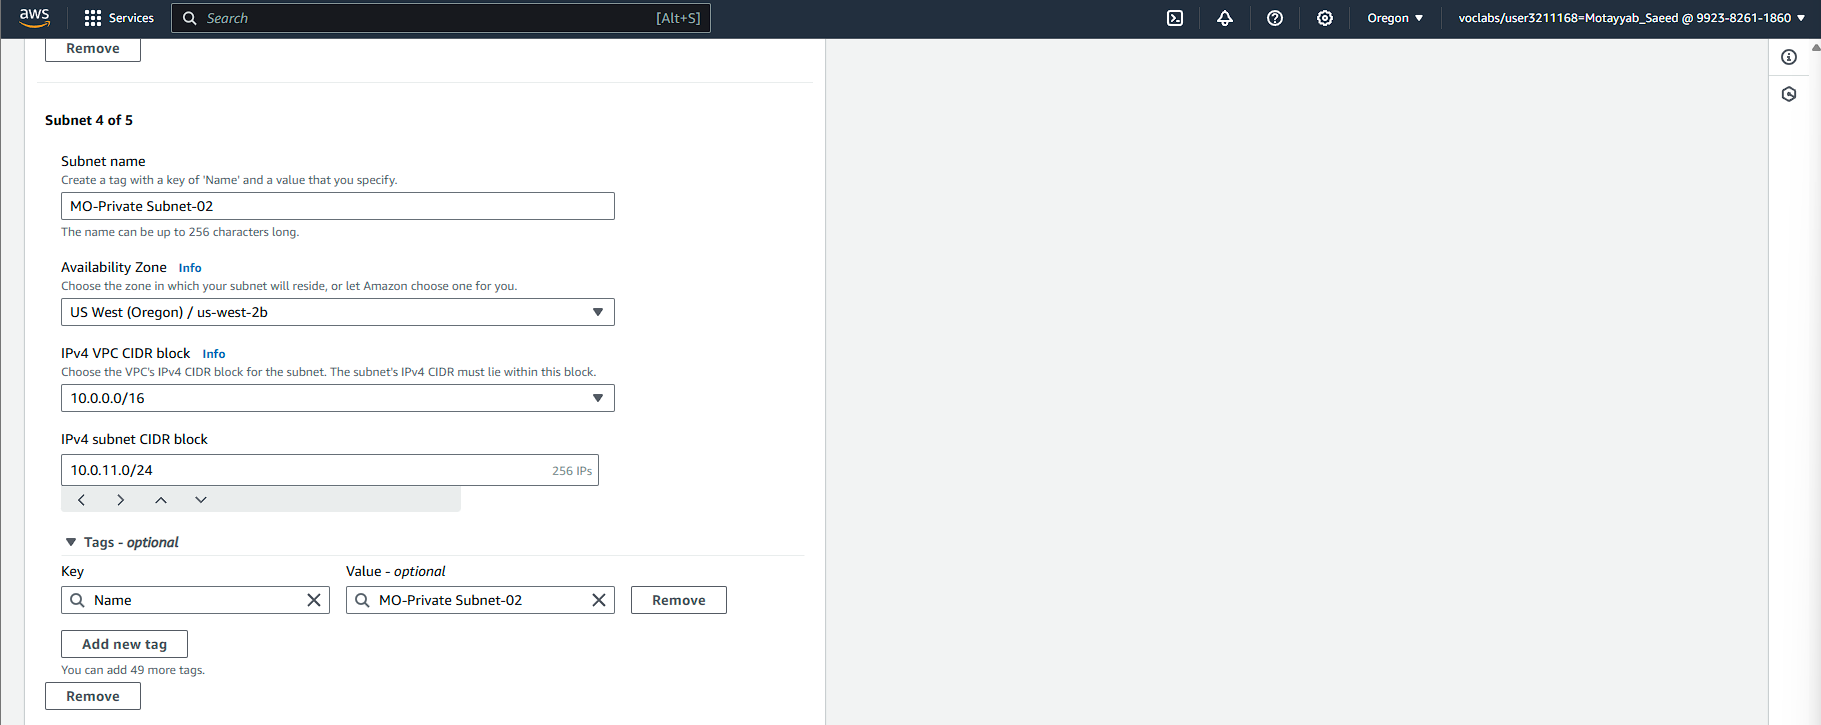 aws
Services
Search
[Alt+S]
Oregon
voclabs/user3211168=Motayyab_Saeed @ 9923-8261-1860
Remove
Subnet 4 of 5
Subnet name
Create a tag with a key of 'Name' and a value that you specify.
MO-Private Subnet-02
The name can be up to 256 characters long.
Availability Zone Info
Choose the zone in which your subnet will reside, or let Amazon choose one for you.
US West (Oregon) / us-west-2b
IPv4 VPC CIDR block Info
Choose the VPC's IPv4 CIDR block for the subnet. The subnet's IPv4 CIDR must lie within this block.
10.0.0.0/16
IPv4 subnet CIDR block
10.0.11.0/24
256 IPs
Tags - optional
Key
Value - optional
Name
MO-Private Subnet-02
Remove
Add new tag
You can add 49 more tags.
Remove